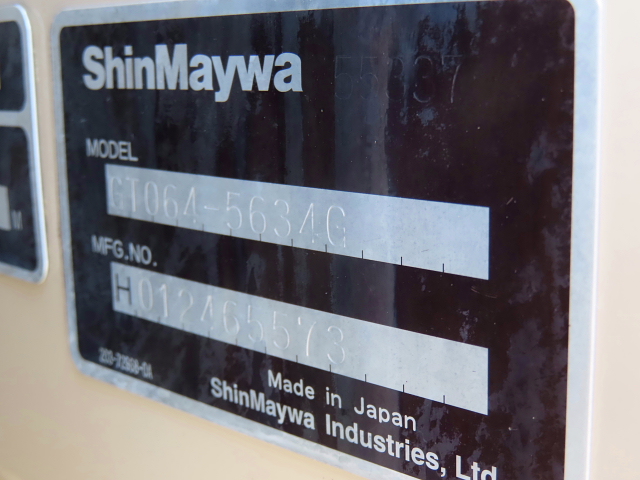 ShinMaywa
MODEL
GT064-5634G
MFG.NO.
H012465573
Made in Japan
ShinMaywa Industries, Ltd
M